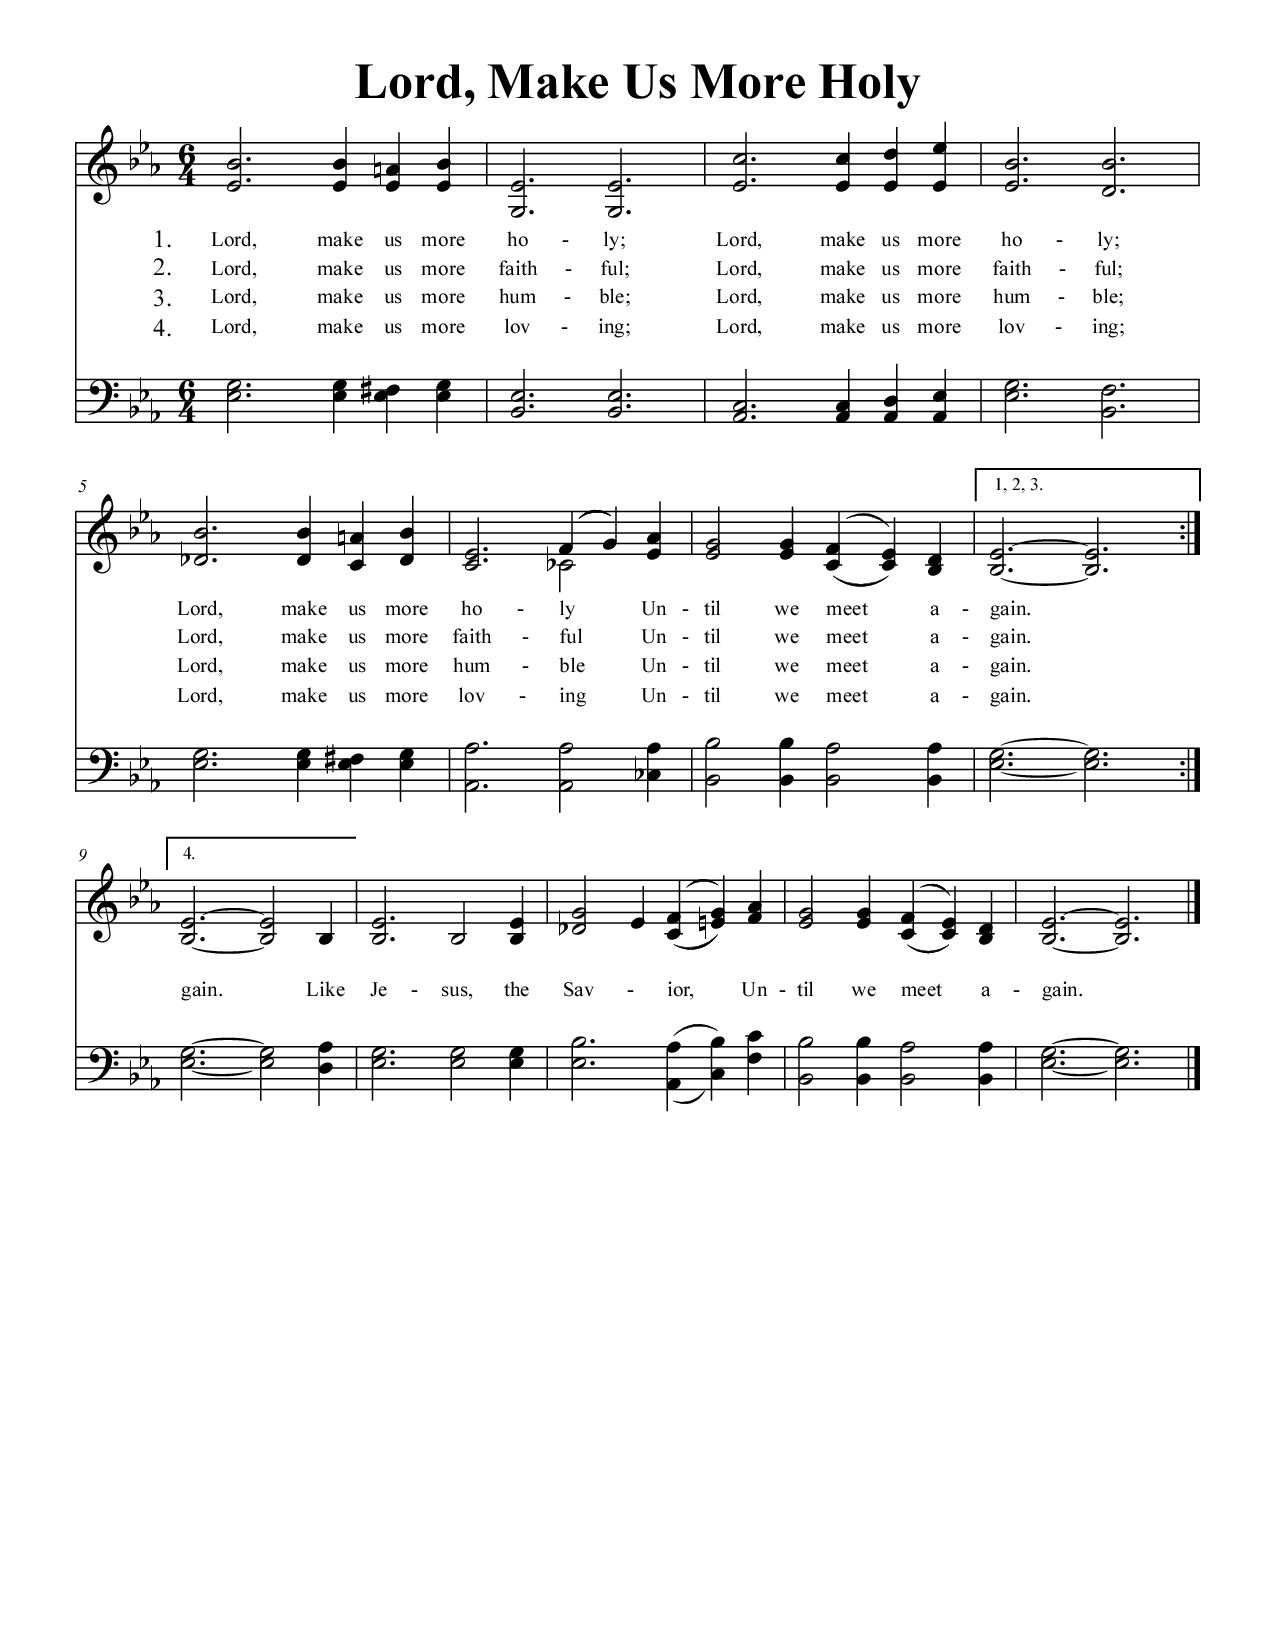 Lord, Make Us More Holy
6
4
1. Lord, make us more ho - ly; Lord, make us more ho - ly;
2. Lord, make us more faith - ful; Lord, make us more faith - ful;
3. Lord, make us more hum - ble; Lord, make us more hum - ble;
4. Lord, make us more lov - ing; Lord, make us more lov - ing;
6
4
5
1, 2, 3.
Lord, make us more ho - ly Un - til we meet a - gain.
Lord, make us more faith - ful Un - til we meet a - gain.
Lord, make us more hum - ble Un - til we meet a - gain.
Lord, make us more lov - ing Un - til we meet a - gain.
9
4.
gain. Like Je - sus, the Sav - ior, Un - til we meet a - gain.